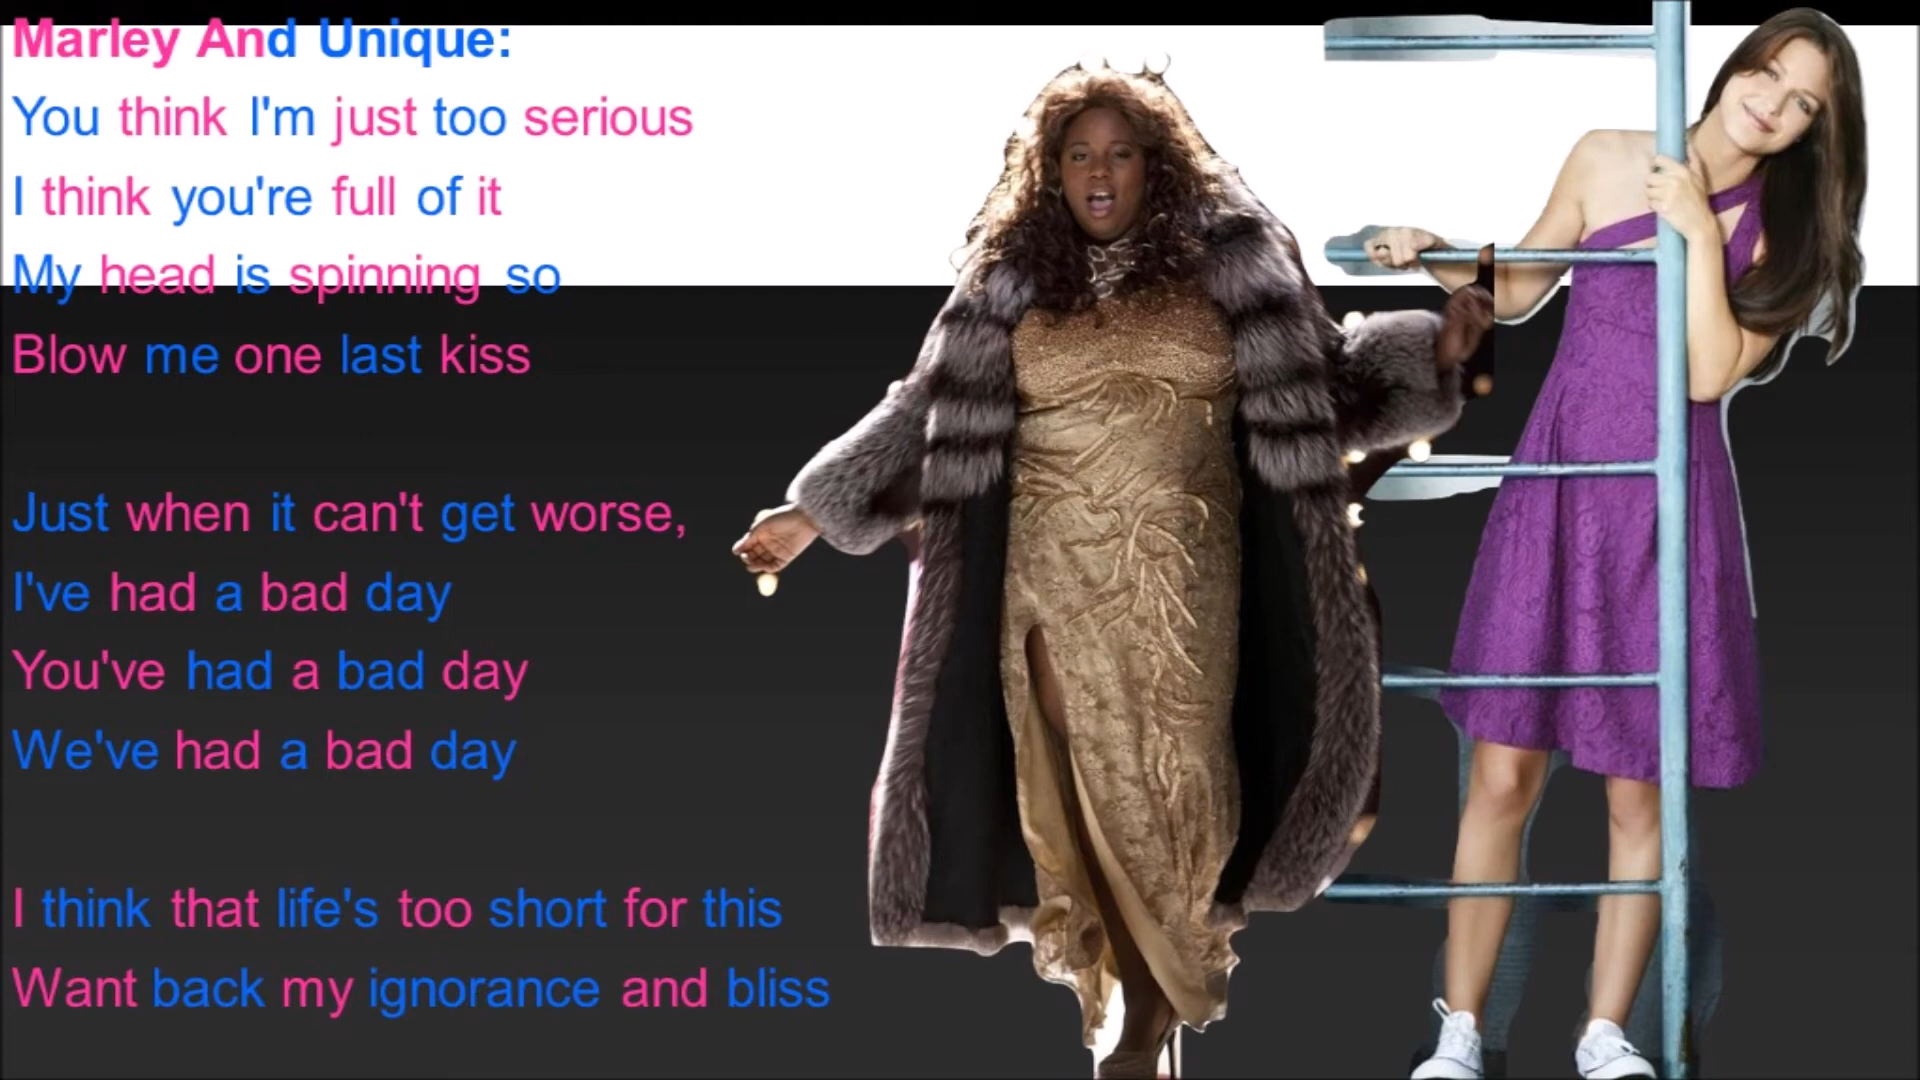 Marley And Unique:
You think I'm just too serious
I think you're full of it
My head is spinning so
Blow me one last kiss
Just when it can't get worse,
I've had a bad day
You've had a bad day
We've had a bad day
I think that life's too short for this
Want back my ignorance and bliss